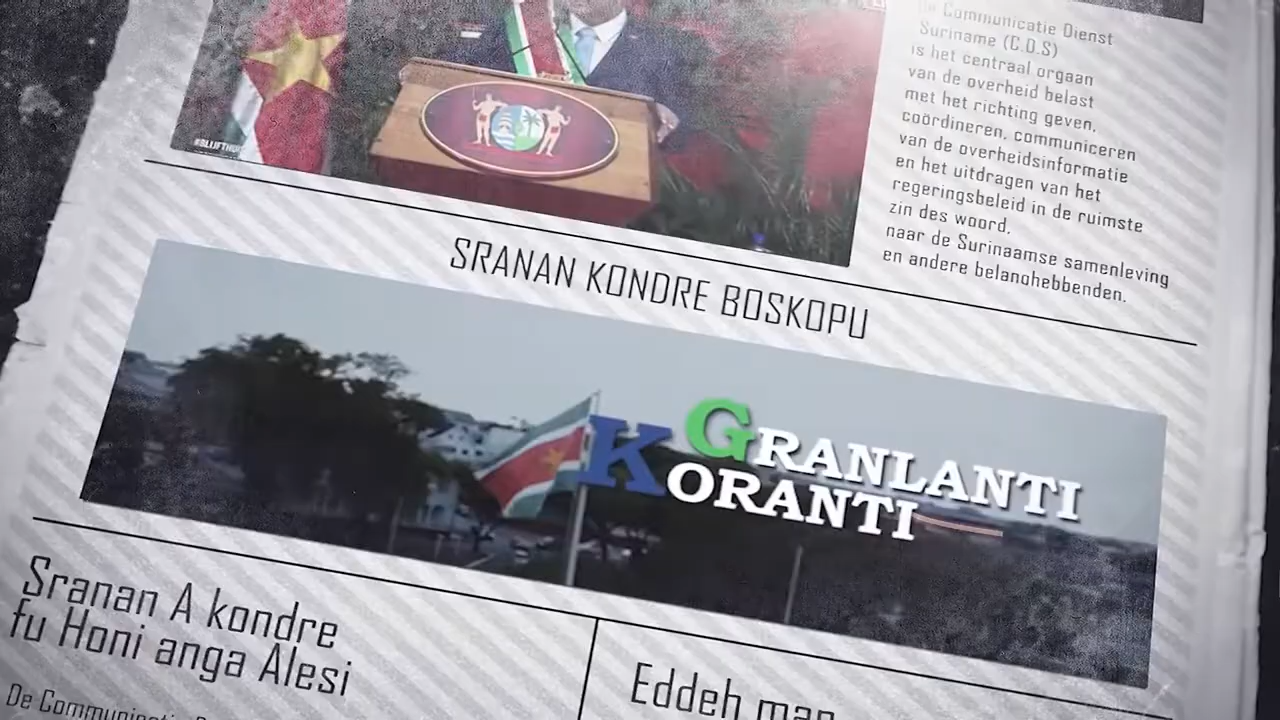 De Communicatie Dienst
Suriname (C.D.S)
is het centraal orgaan
van de overheid belast
met het richting geven,
coördineren, communiceren
van de overheidsinformatie
en het uitdragen van het
regeringsbeleid in de ruimste
zin des woord,
naar de Surinaamse samenleving
en andere belanghebbenden.
SRANAN KONDRE BOSKOPU
GRANLANTI
KORANTI
Sranan A kondre
fu Honi anga Alesi
Eddeh man
De